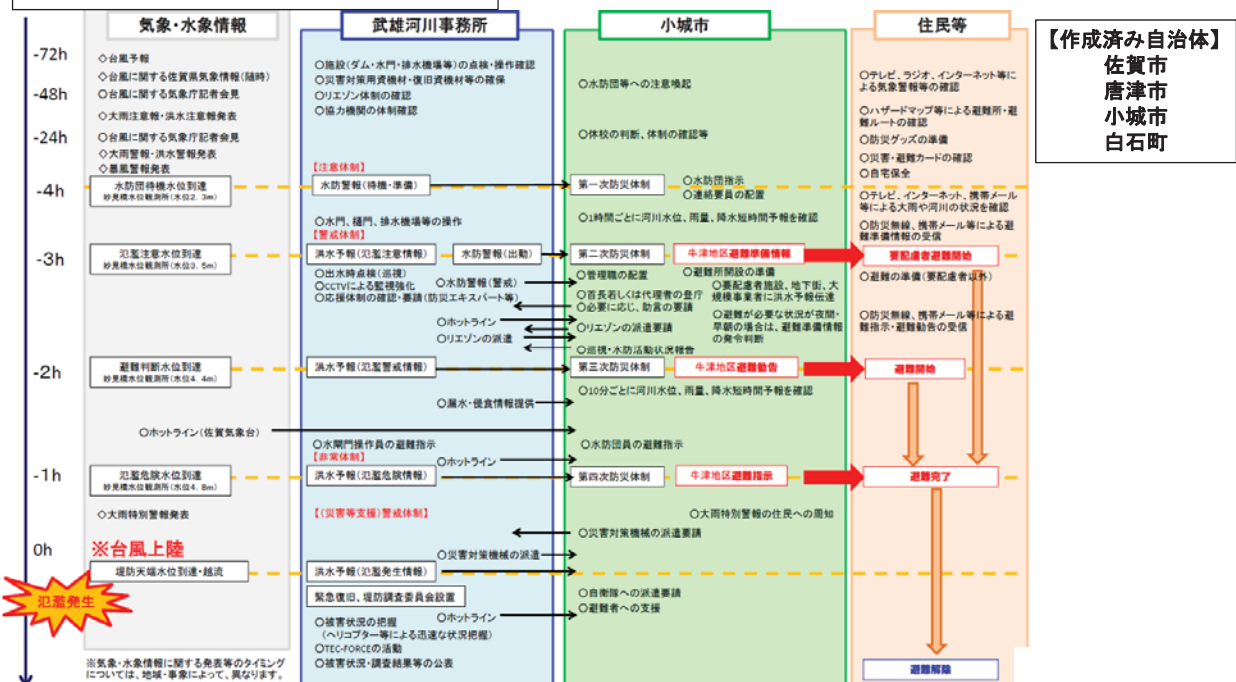 気象・水象情報
武雄河川事務所
小城市
住民等
【作成済み自治体】
佐賀市
唐津市
小城市
白石町
-72h
-48h
-24h
-4h
-3h
-2h
-1h
0h
氾濫発生
◇台風予報
◇台風に関する佐賀県気象情報(随時)
◇台風に関する気象庁記者会見
◇大雨注意報・洪水注意報発表
◇台風に関する気象庁記者会見
◇大雨警報・洪水警報発表
◇暴風警報発表
水防団待機水位到達
妙見橋水位観測所(水位2.3m)
氾濫注意水位到達
妙見橋水位観測所(水位3.5m)
避難判断水位到達
妙見橋水位観測所(水位4.4m)
○ホットライン(佐賀気象台)
氾濫危険水位到達
妙見橋水位観測所(水位4.8m)
◇大雨特別警報発表
※台風上陸
堤防天端水位到達・越流
※気象・水象情報に関する発表等のタイミング
については、地域・事象によって、異なります。
○施設(ダム・水門・排水機場等)の点検・操作確認
○災害対策用資機材・復旧資機材等の確保
○リエゾン体制の確認
○協力機関の体制確認
【注意体制】
水防警報(待機・準備)
○水門、樋門、排水機場等の操作
【警戒体制】
洪水予報(氾濫注意情報)
水防警報(出動)
○出水時点検(巡視)
○CCTVによる監視強化
○応援体制の確認・要請(防災エキスパート等)
○水防警報(警戒)
○ホットライン
○リエゾンの派遣
洪水予報(氾濫警戒情報)
○漏水・侵食情報提供
○水閘門操作員の避難指示
【非常体制】
○ホットライン
洪水予報(氾濫危険情報)
【(災害等支援)警戒体制】
○災害対策機械の派遣
洪水予報(氾濫発生情報)
緊急復旧、堤防調査委員会設置
○ホットライン
○被害状況の把握
(ヘリコプター等による迅速な状況把握)
○TEC-FORCEの活動
○被害状況・調査結果等の公表
○水防団等への注意喚起
○休校の判断、体制の確認等
第一次防災体制
○水防団指示
○連絡要員の配置
○1時間ごとに河川水位、雨量、降水短時間予報を確認
第二次防災体制
牛津地区避難準備情報
○管理職の配置
○避難所開設の準備
○首長若しくは代理者の登庁
○要配慮者施設、地下街、大
規模事業者に洪水予報伝達
○必要に応じ、助言の要請
○リエゾンの派遣要請
○避難が必要な状況が夜間・
早朝の場合は、避難準備情報
の発令判断
○巡視・水防活動状況報告
第三次防災体制
牛津地区避難勧告
○10分ごとに河川水位、雨量、降水短時間予報を確認
○水防団員の避難指示
第四次防災体制
牛津地区避難指示
○大雨特別警報の住民への周知
○災害対策機械の派遣要請
○自衛隊への派遣要請
○避難者への支援
○テレビ、ラジオ、インターネット等に
よる気象警報等の確認
○ハザードマップ等による避難所・避
難ルートの確認
○防災グッズの準備
○災害・避難カードの確認
○自宅保全
○テレビ、インターネット、携帯メール
等による大雨や河川の状況を確認
○防災無線、携帯メール等による避
難準備情報の受信
要配慮者避難開始
○避難の準備(要配慮者以外)
○防災無線、携帯メール等による避
難指示・避難勧告の受信
避難開始
避難完了
避難解除